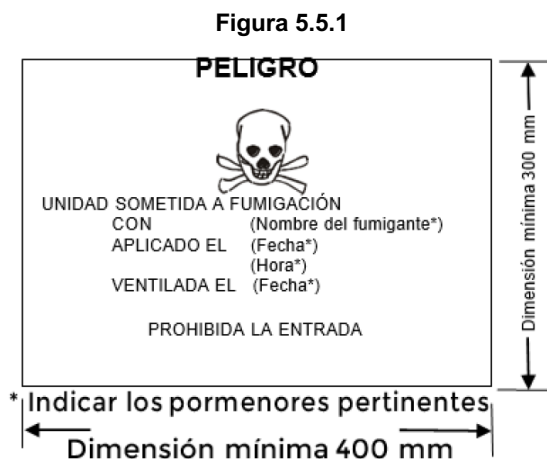 Figura 5.5.1
PELIGRO
UNIDAD SOMETIDA A FUMIGACIÓN
CON (Nombre del fumigante*)
APLICADO EL (Fecha*)
(Hora*)
VENTILADA EL (Fecha*)
PROHIBIDA LA ENTRADA
Dimensión mínima 300 mm
* Indicar los pormenores pertinentes
Dimensión mínima 400 mm